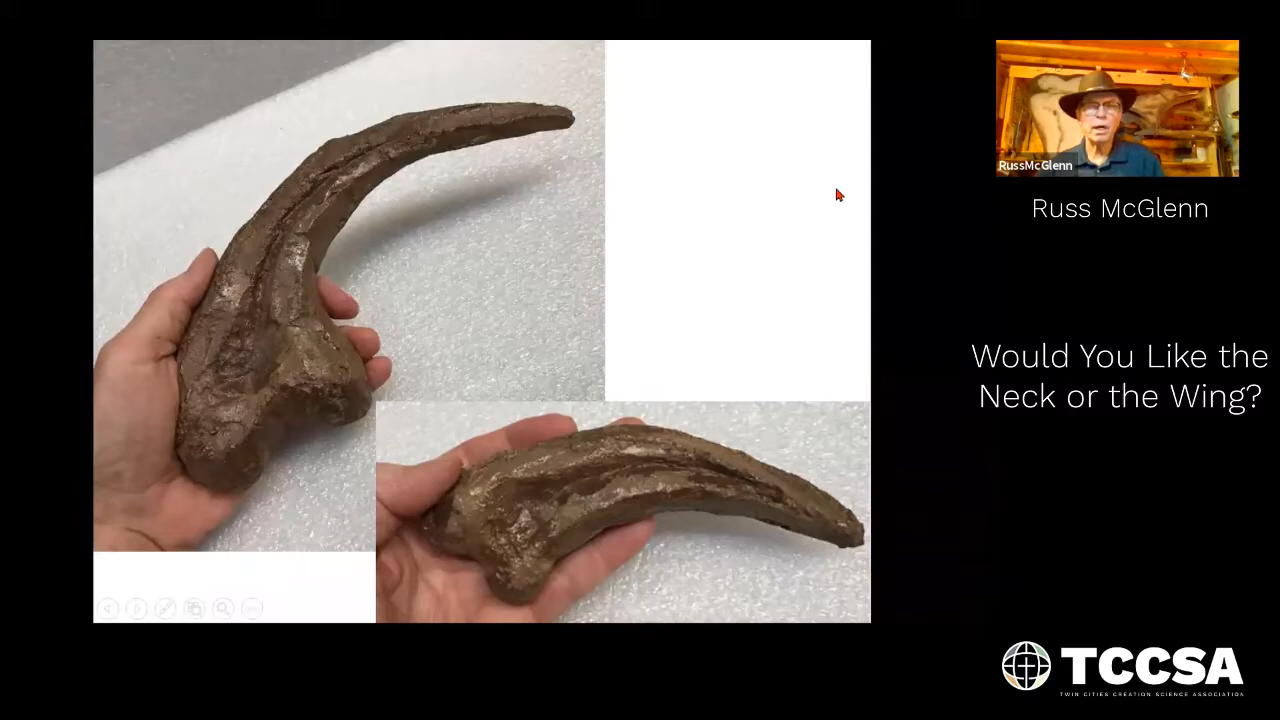 RussMcGlenn
Russ McGlenn
Would You Like the
Neck or the Wing?
TCCSA
TWIN CITIES CREATION SCIENCE ASSOCIATION